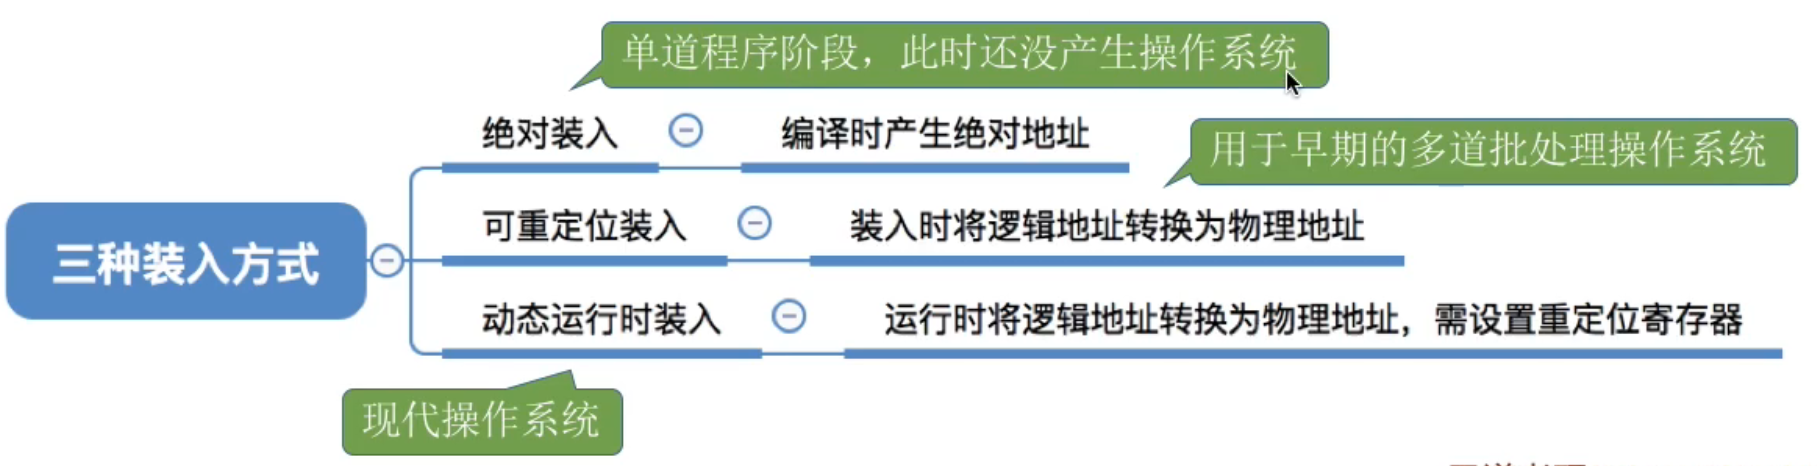 单道程序阶段，此时还没产生操作系统
绝对装入
编译时产生绝对地址
用于早期的多道批处理操作系统
可重定位装入
装入时将逻辑地址转换为物理地址
三种装入方式
动态运行时装入
运行时将逻辑地址转换为物理地址，需设置重定位寄存器
现代操作系统